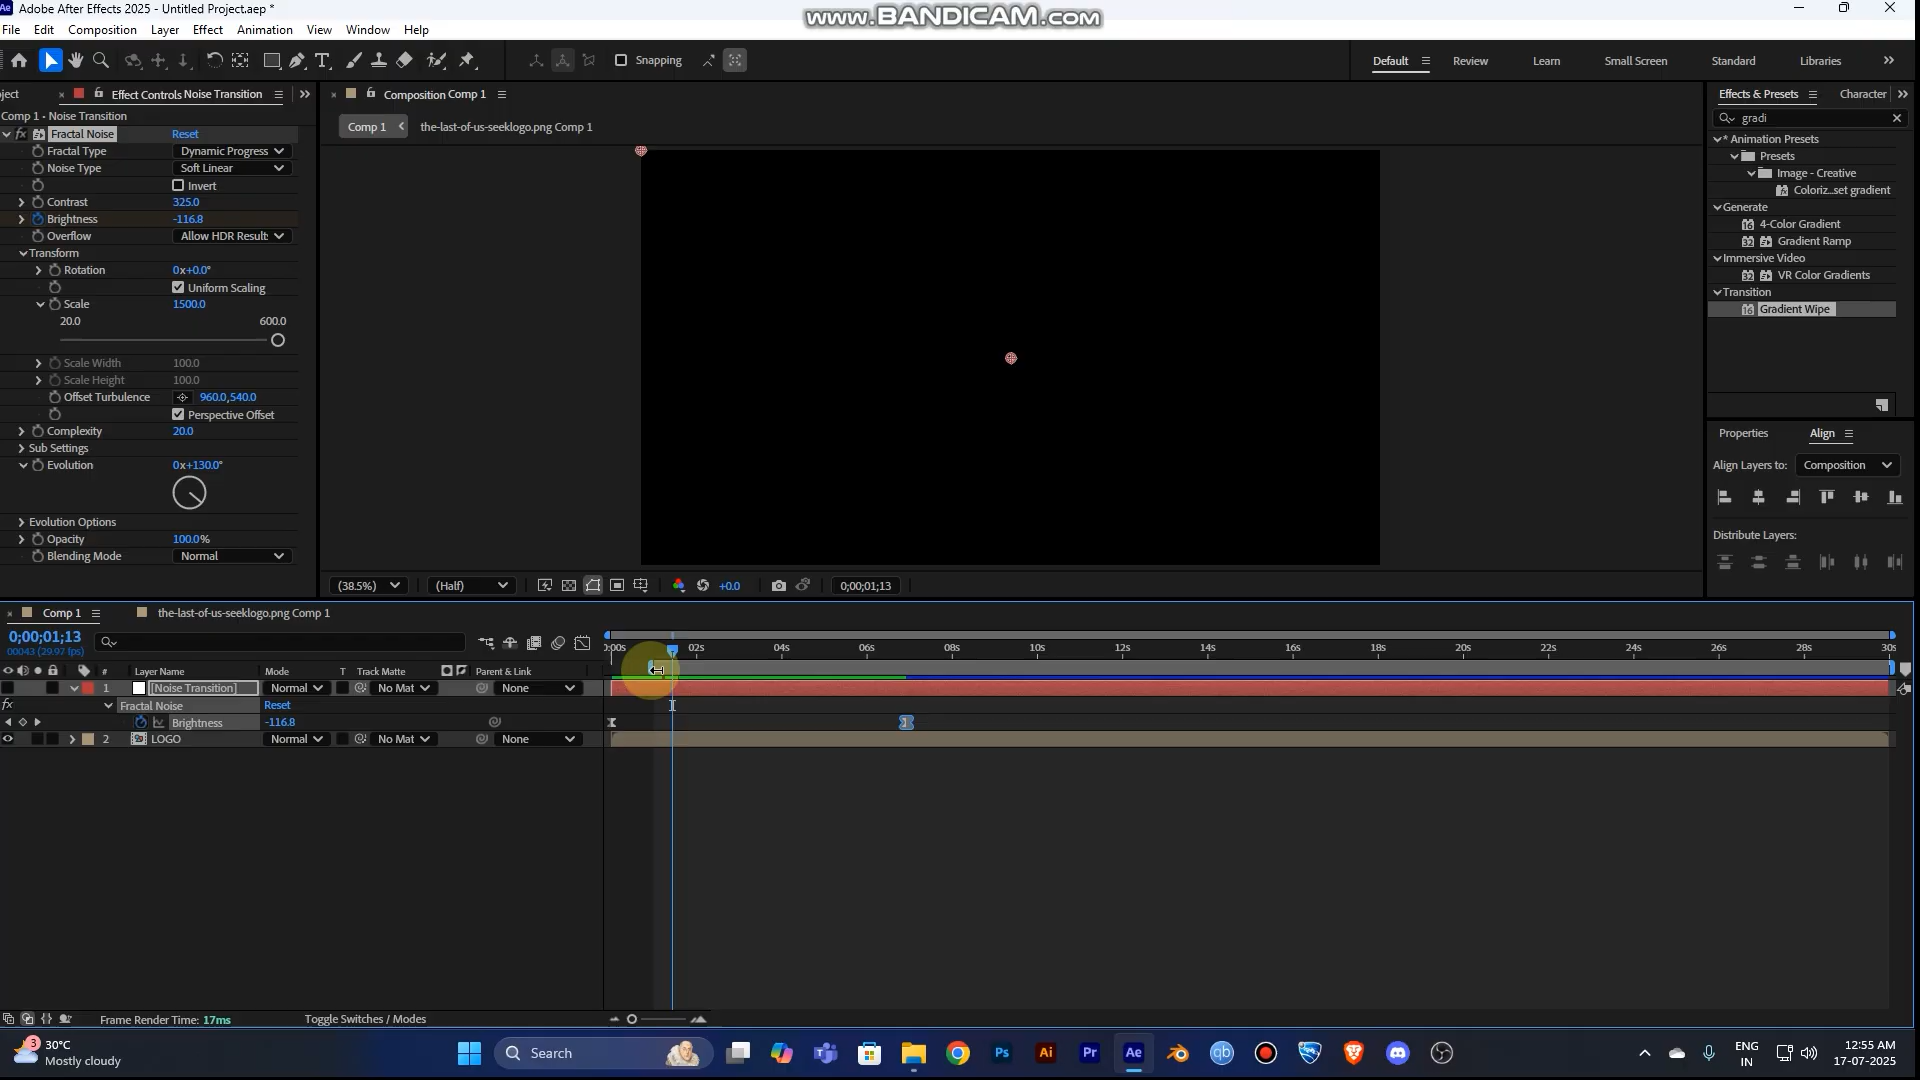 Adobe After Effects 2025 - Untitled Project.aep *
www.BANDICAM.com
File Edit Composition Layer Effect Animation View Window Help
Snapping
Default Review Learn Small Screen Standard Libraries
ject Effect Controls Noise Transition
Composition Comp 1
Effects & Presets Character
Comp 1 • Noise Transition
Comp 1 the-last-of-us-seeklogo.png Comp 1
gradi
Fractal Noise Reset
Fractal Type Dynamic Progress
Noise Type Soft Linear
Invert
Contrast 325.0
Brightness -116.8
Overflow Allow HDR Result
Transform
Rotation 0x+0.0°
Uniform Scaling
Scale 1500.0
20.0 600.0
Scale Width 100.0
Scale Height 100.0
Offset Turbulence 960.0,540.0
Perspective Offset
Complexity 20.0
Sub Settings
Evolution 0x+130.0°
Evolution Options
Opacity 100.0%
Blending Mode Normal
* Animation Presets
Presets
Image - Creative
Coloriz...set gradient
Generate
4-Color Gradient
Gradient Ramp
Immersive Video
VR Color Gradients
Transition
Gradient Wipe
Properties Align
Align Layers to: Composition
Distribute Layers:
(38.5%) (Half) +0.0 0;00;01;13
Comp 1 the-last-of-us-seeklogo.png Comp 1
0;00;01;13
00043 (29.97 fps)
0:00s 02s 04s 06s 08s 10s 12s 14s 16s 18s 20s 22s 24s 26s 28s 30s
# Layer Name Mode T Track Matte Parent & Link
1 [Noise Transition] Normal No Mat None
Fractal Noise Reset
Brightness -116.8
2 LOGO Normal No Mat None
Frame Render Time: 17ms Toggle Switches / Modes
3 30°C
Mostly cloudy
Search
Ps Ai Pr Ae qb
ENG
IN
12:55 AM
17-07-2025